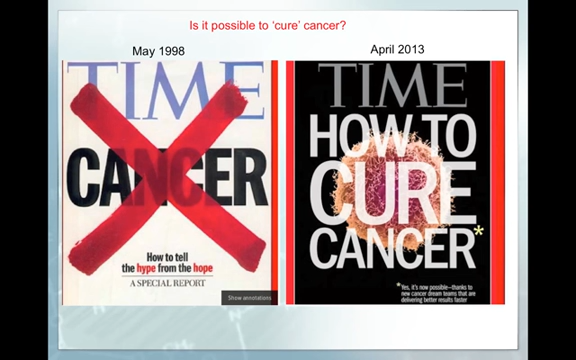 Is it possible to 'cure' cancer?
May 1998
April 2013
TIME
CANCER
How to tell
the hype from the hope
A SPECIAL REPORT
Show annotations
TIME
HOW TO
CURE
CANCER*
*Yes, it's now possible—thanks to
new cancer dream teams that are
delivering better results faster